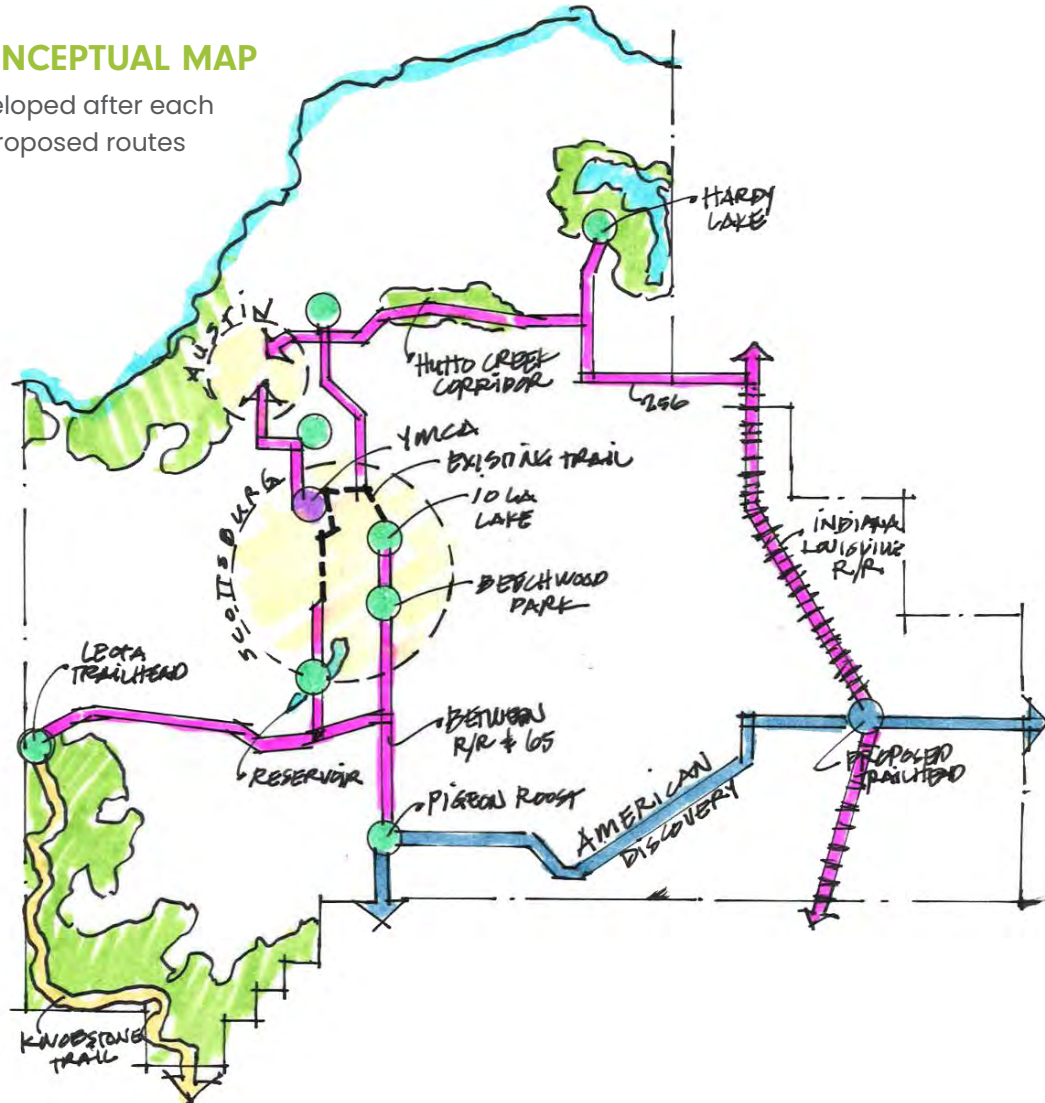 NCEPTUAL MAP
eloped after each
roposed routes
HARDY
LAKE
AUSTIN
HUTTO CREEK
CORRIDOR
256
YMCA
EXISTING TRAIL
IOLA
LAKE
SCOTTSBURG
INDIANA
LOUISVILLE
R/R
BEECHWOOD
PARK
LEOTA
TRAILHEAD
BETWEEN
R/R & 65
RESERVOIR
PROPOSED
TRAILHEAD
PIGEON ROOST
AMERICAN
DISCOVERY
KNOBSTONE
TRAIL